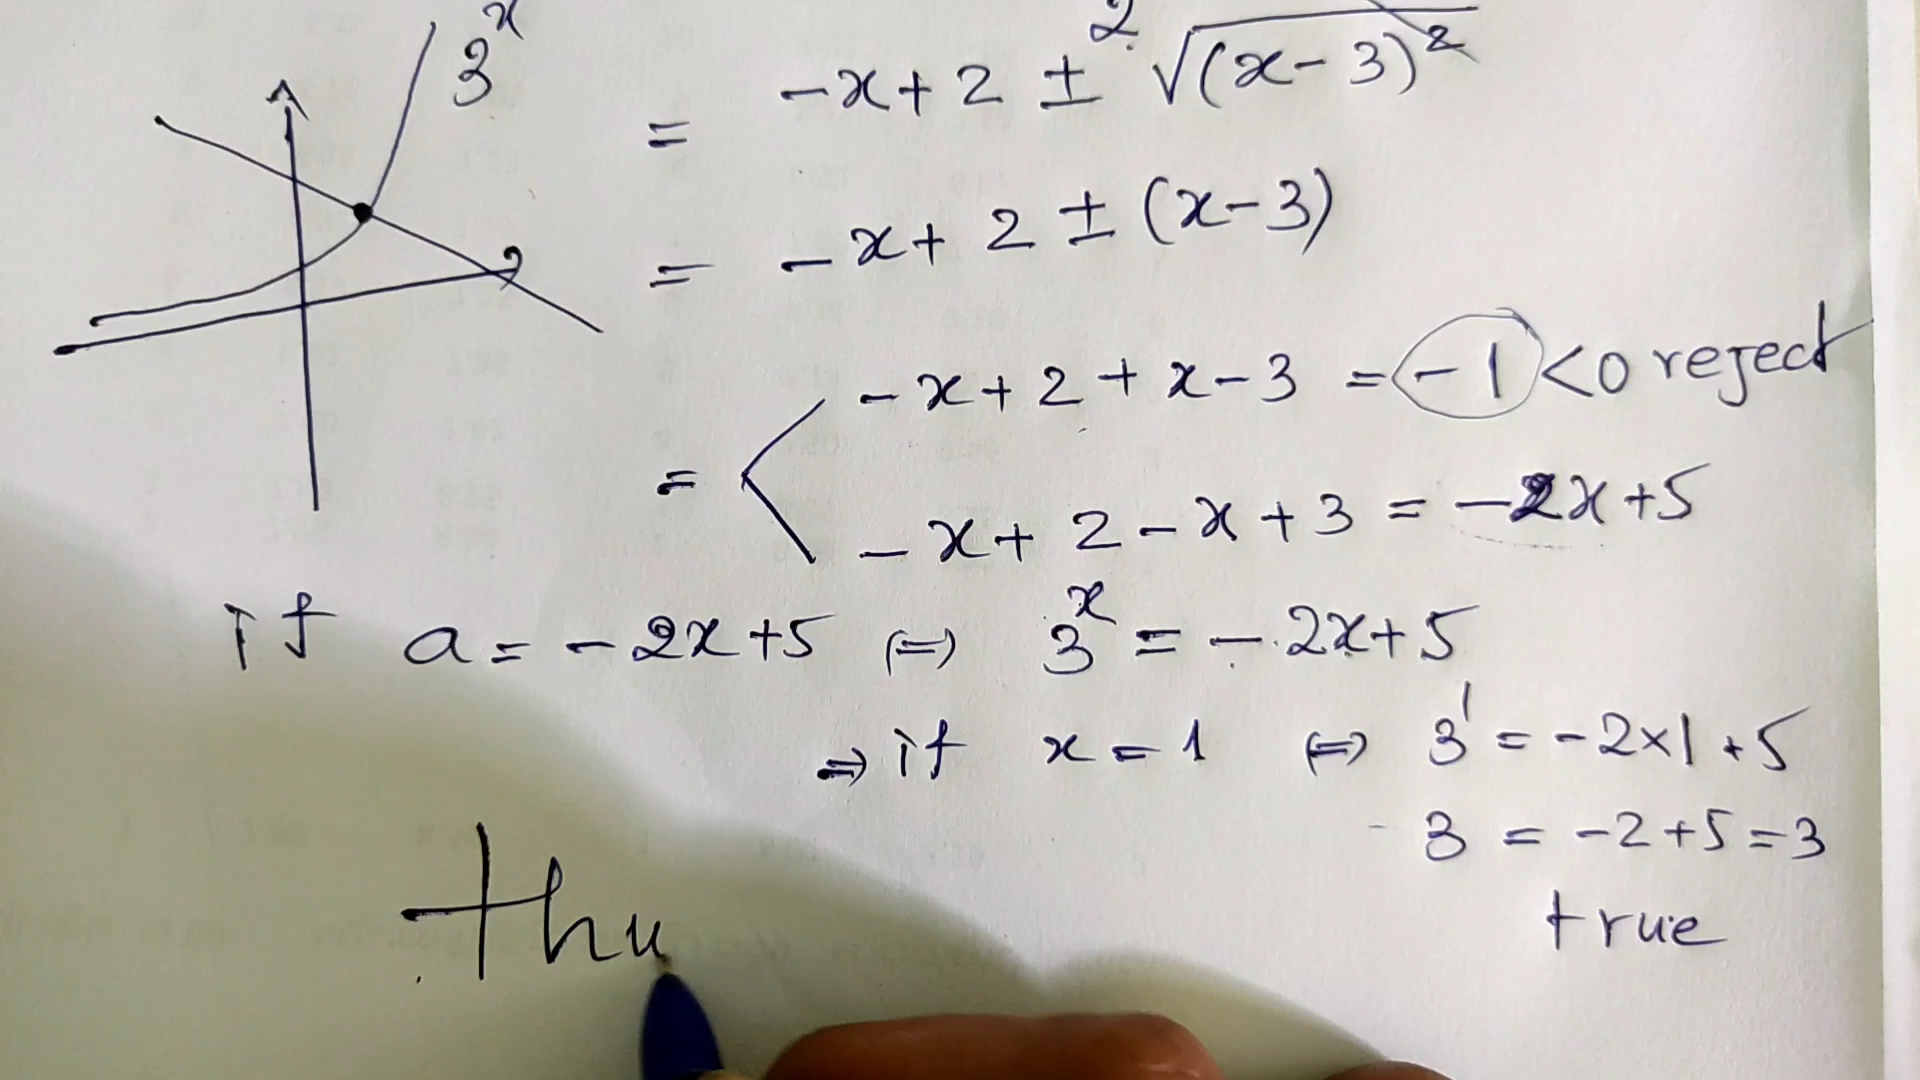 3^x
2
= -x+2 ± √(x-3)^2
= -x+2 ± (x-3)
-x+2+x-3 = -1 <0 reject
=
-x+2-x+3 = -2x+5
if a = -2x+5 (=) 3^x = -2x+5
⇒ if x=1 (=) 3^1 = -2×1+5
3 = -2+5=3
true
thu